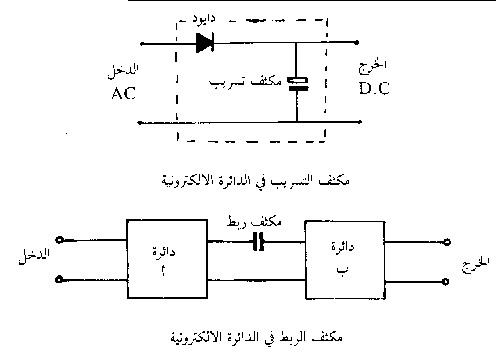 دايود
الدخل
AC
مكثف تسريب
الخرج
D.C
مكثف التسريب في الدائرة الالكترونية
مكثف ربط
الدخل
دائرة
أ
دائرة
ب
الخرج
مكثف الربط في الدائرة الالكترونية